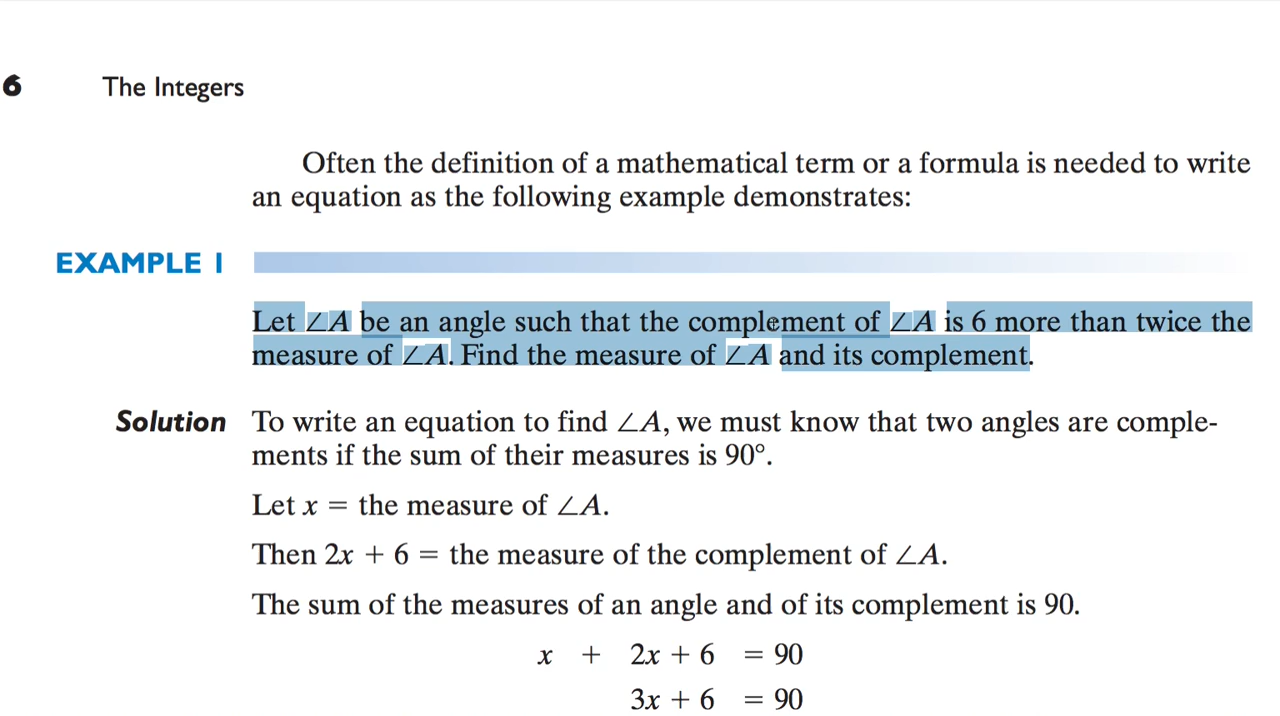 6 The Integers
Often the definition of a mathematical term or a formula is needed to write
an equation as the following example demonstrates:
EXAMPLE 1
Let ∠A be an angle such that the complement of ∠A is 6 more than twice the
measure of ∠A. Find the measure of ∠A and its complement.
Solution To write an equation to find ∠A, we must know that two angles are comple-
ments if the sum of their measures is 90°.
Let x = the measure of ∠A.
Then 2x + 6 = the measure of the complement of ∠A.
The sum of the measures of an angle and of its complement is 90.
x + 2x + 6 = 90
3x + 6 = 90